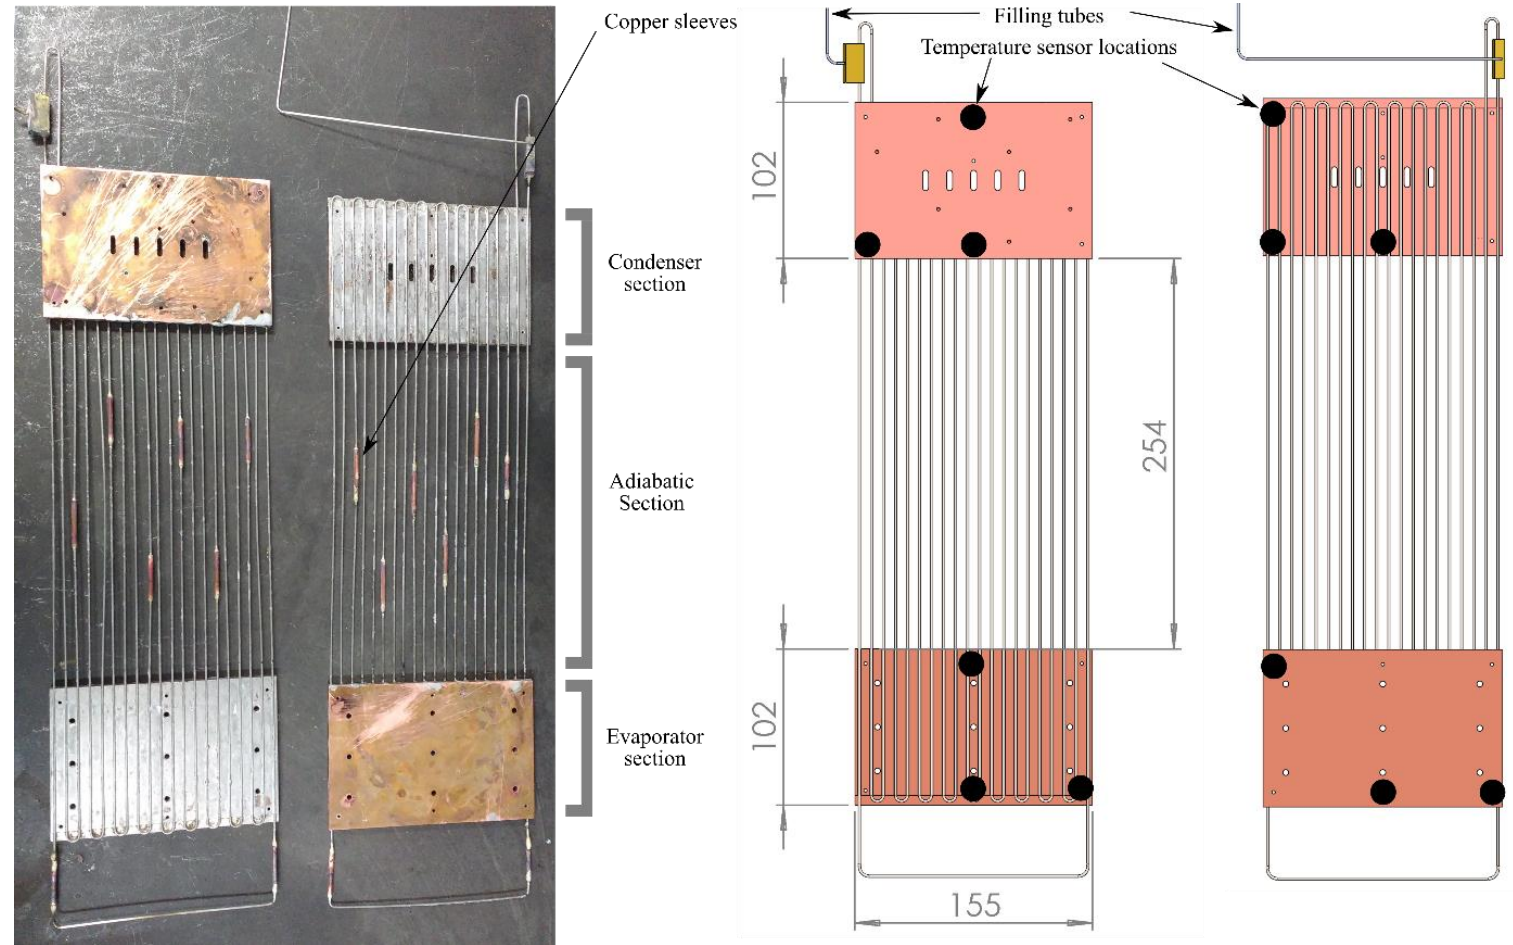 Copper sleeves
Filling tubes
Temperature sensor locations
102
Condenser
section
254
Adiabatic
Section
102
Evaporator
section
155